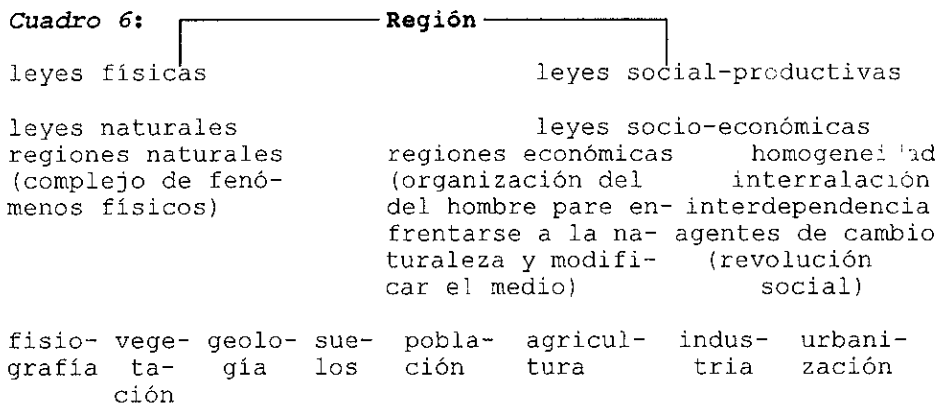 Cuadro 6: Región
leyes físicas leyes social-productivas
leyes naturales leyes socio-económicas
regiones naturales regiones económicas
(complejo de fenó- (organización del interralación
menos físicos) del hombre pare en- interdependencia
frentarse a la na- agentes de cambio
turaleza y modifi- (revolución
car el medio) social)
fisio- vege- geolo- sue- pobla- agricul- indus- urbani-
grafía ta- gía los ción tura tria zación
ción